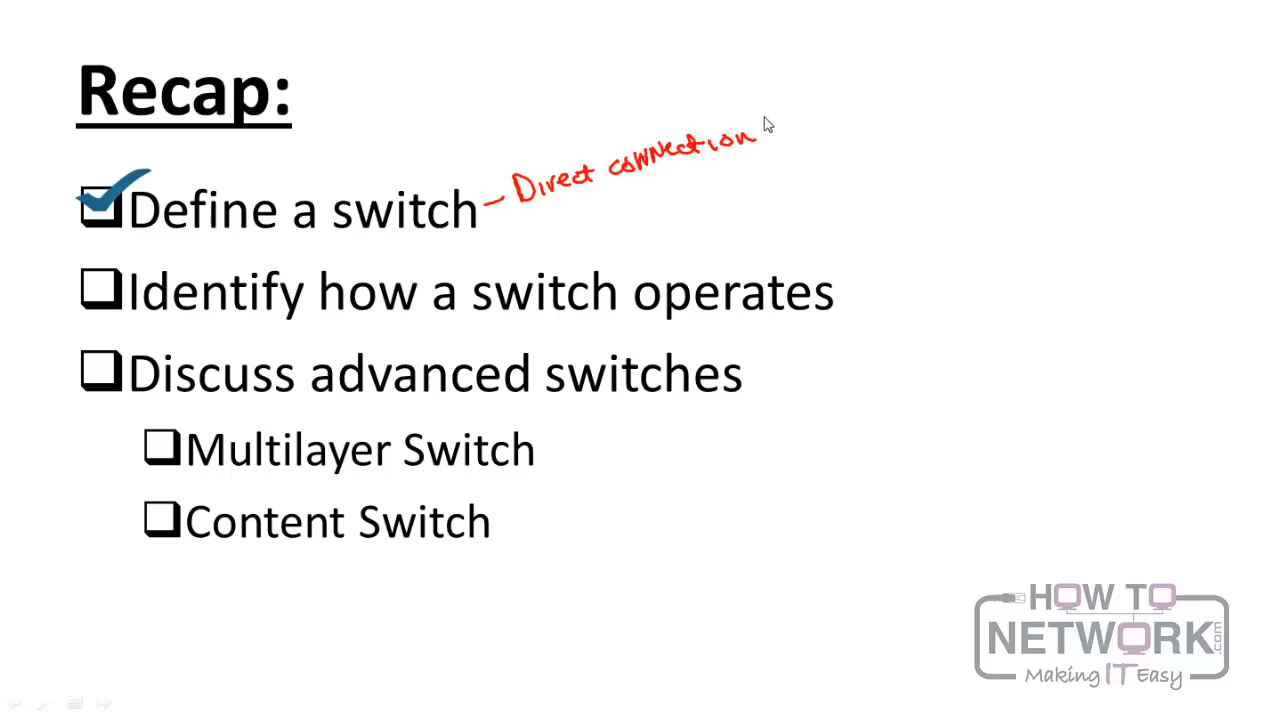 Recap:
Define a switch - Direct connection
Identify how a switch operates
Discuss advanced switches
Multilayer Switch
Content Switch
HOW TO
NETWORK.com
Making IT Easy